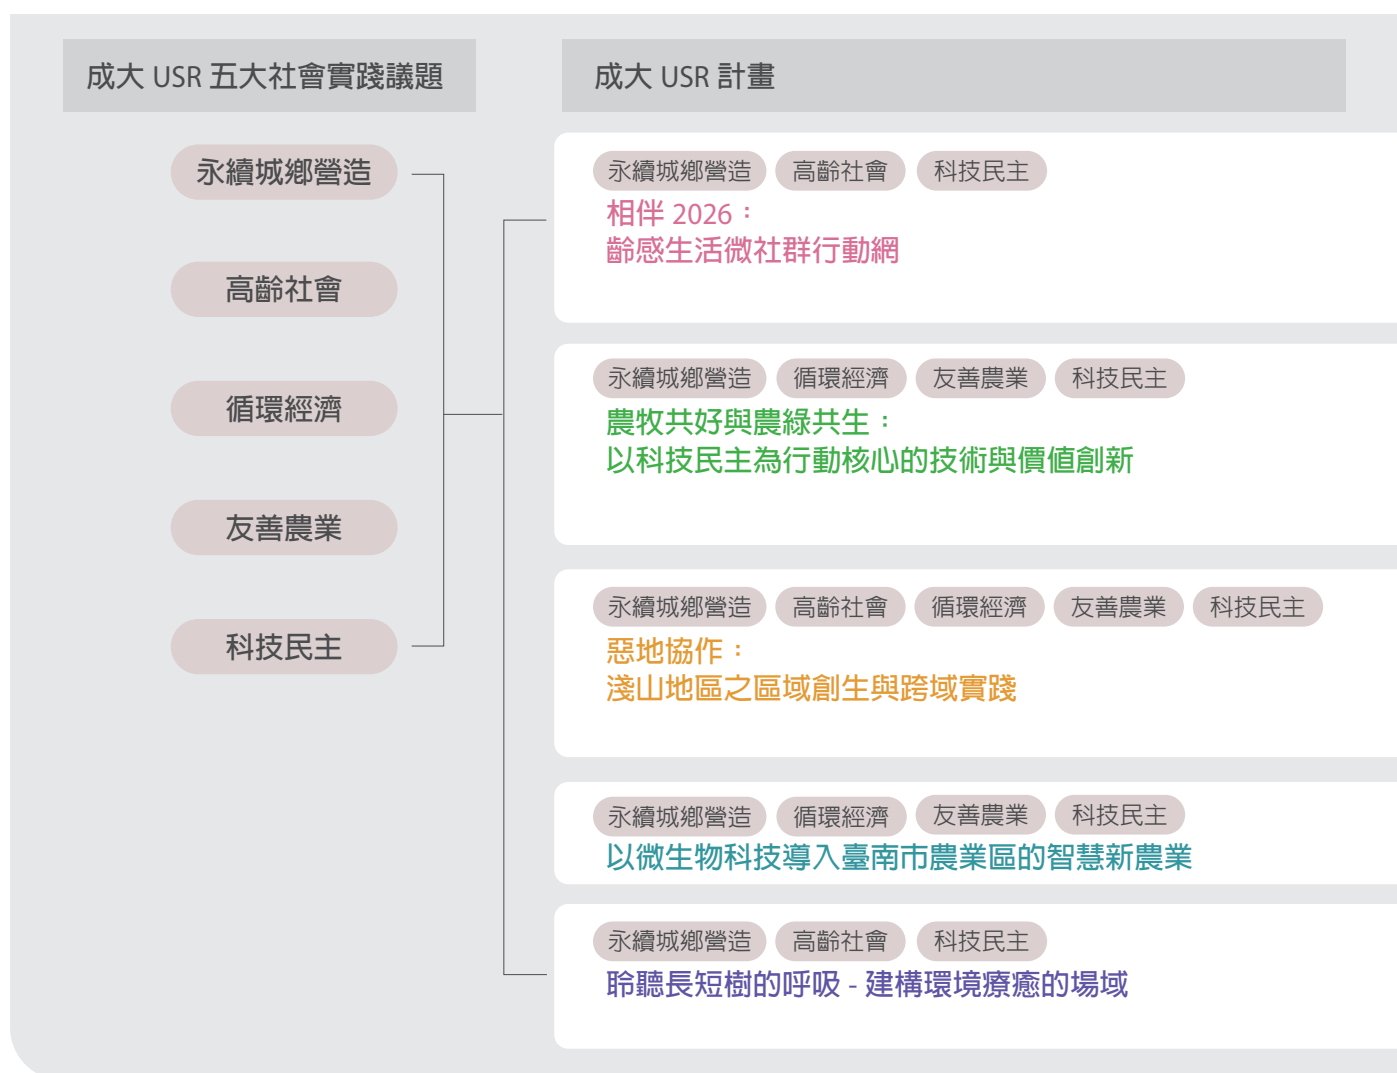 成大 USR 五大社會實踐議題
永續城鄉營造
高齡社會
循環經濟
友善農業
科技民主
成大 USR 計畫
永續城鄉營造 高齡社會 科技民主
相伴 2026：
齡感生活微社群行動網
永續城鄉營造 循環經濟 友善農業 科技民主
農牧共好與農綠共生：
以科技民主為行動核心的技術與價值創新
永續城鄉營造 高齡社會 循環經濟 友善農業 科技民主
惡地協作：
淺山地區之區域創生與跨域實踐
永續城鄉營造 循環經濟 友善農業 科技民主
以微生物科技導入臺南市農業區的智慧新農業
永續城鄉營造 高齡社會 科技民主
聆聽長短樹的呼吸 - 建構環境療癒的場域